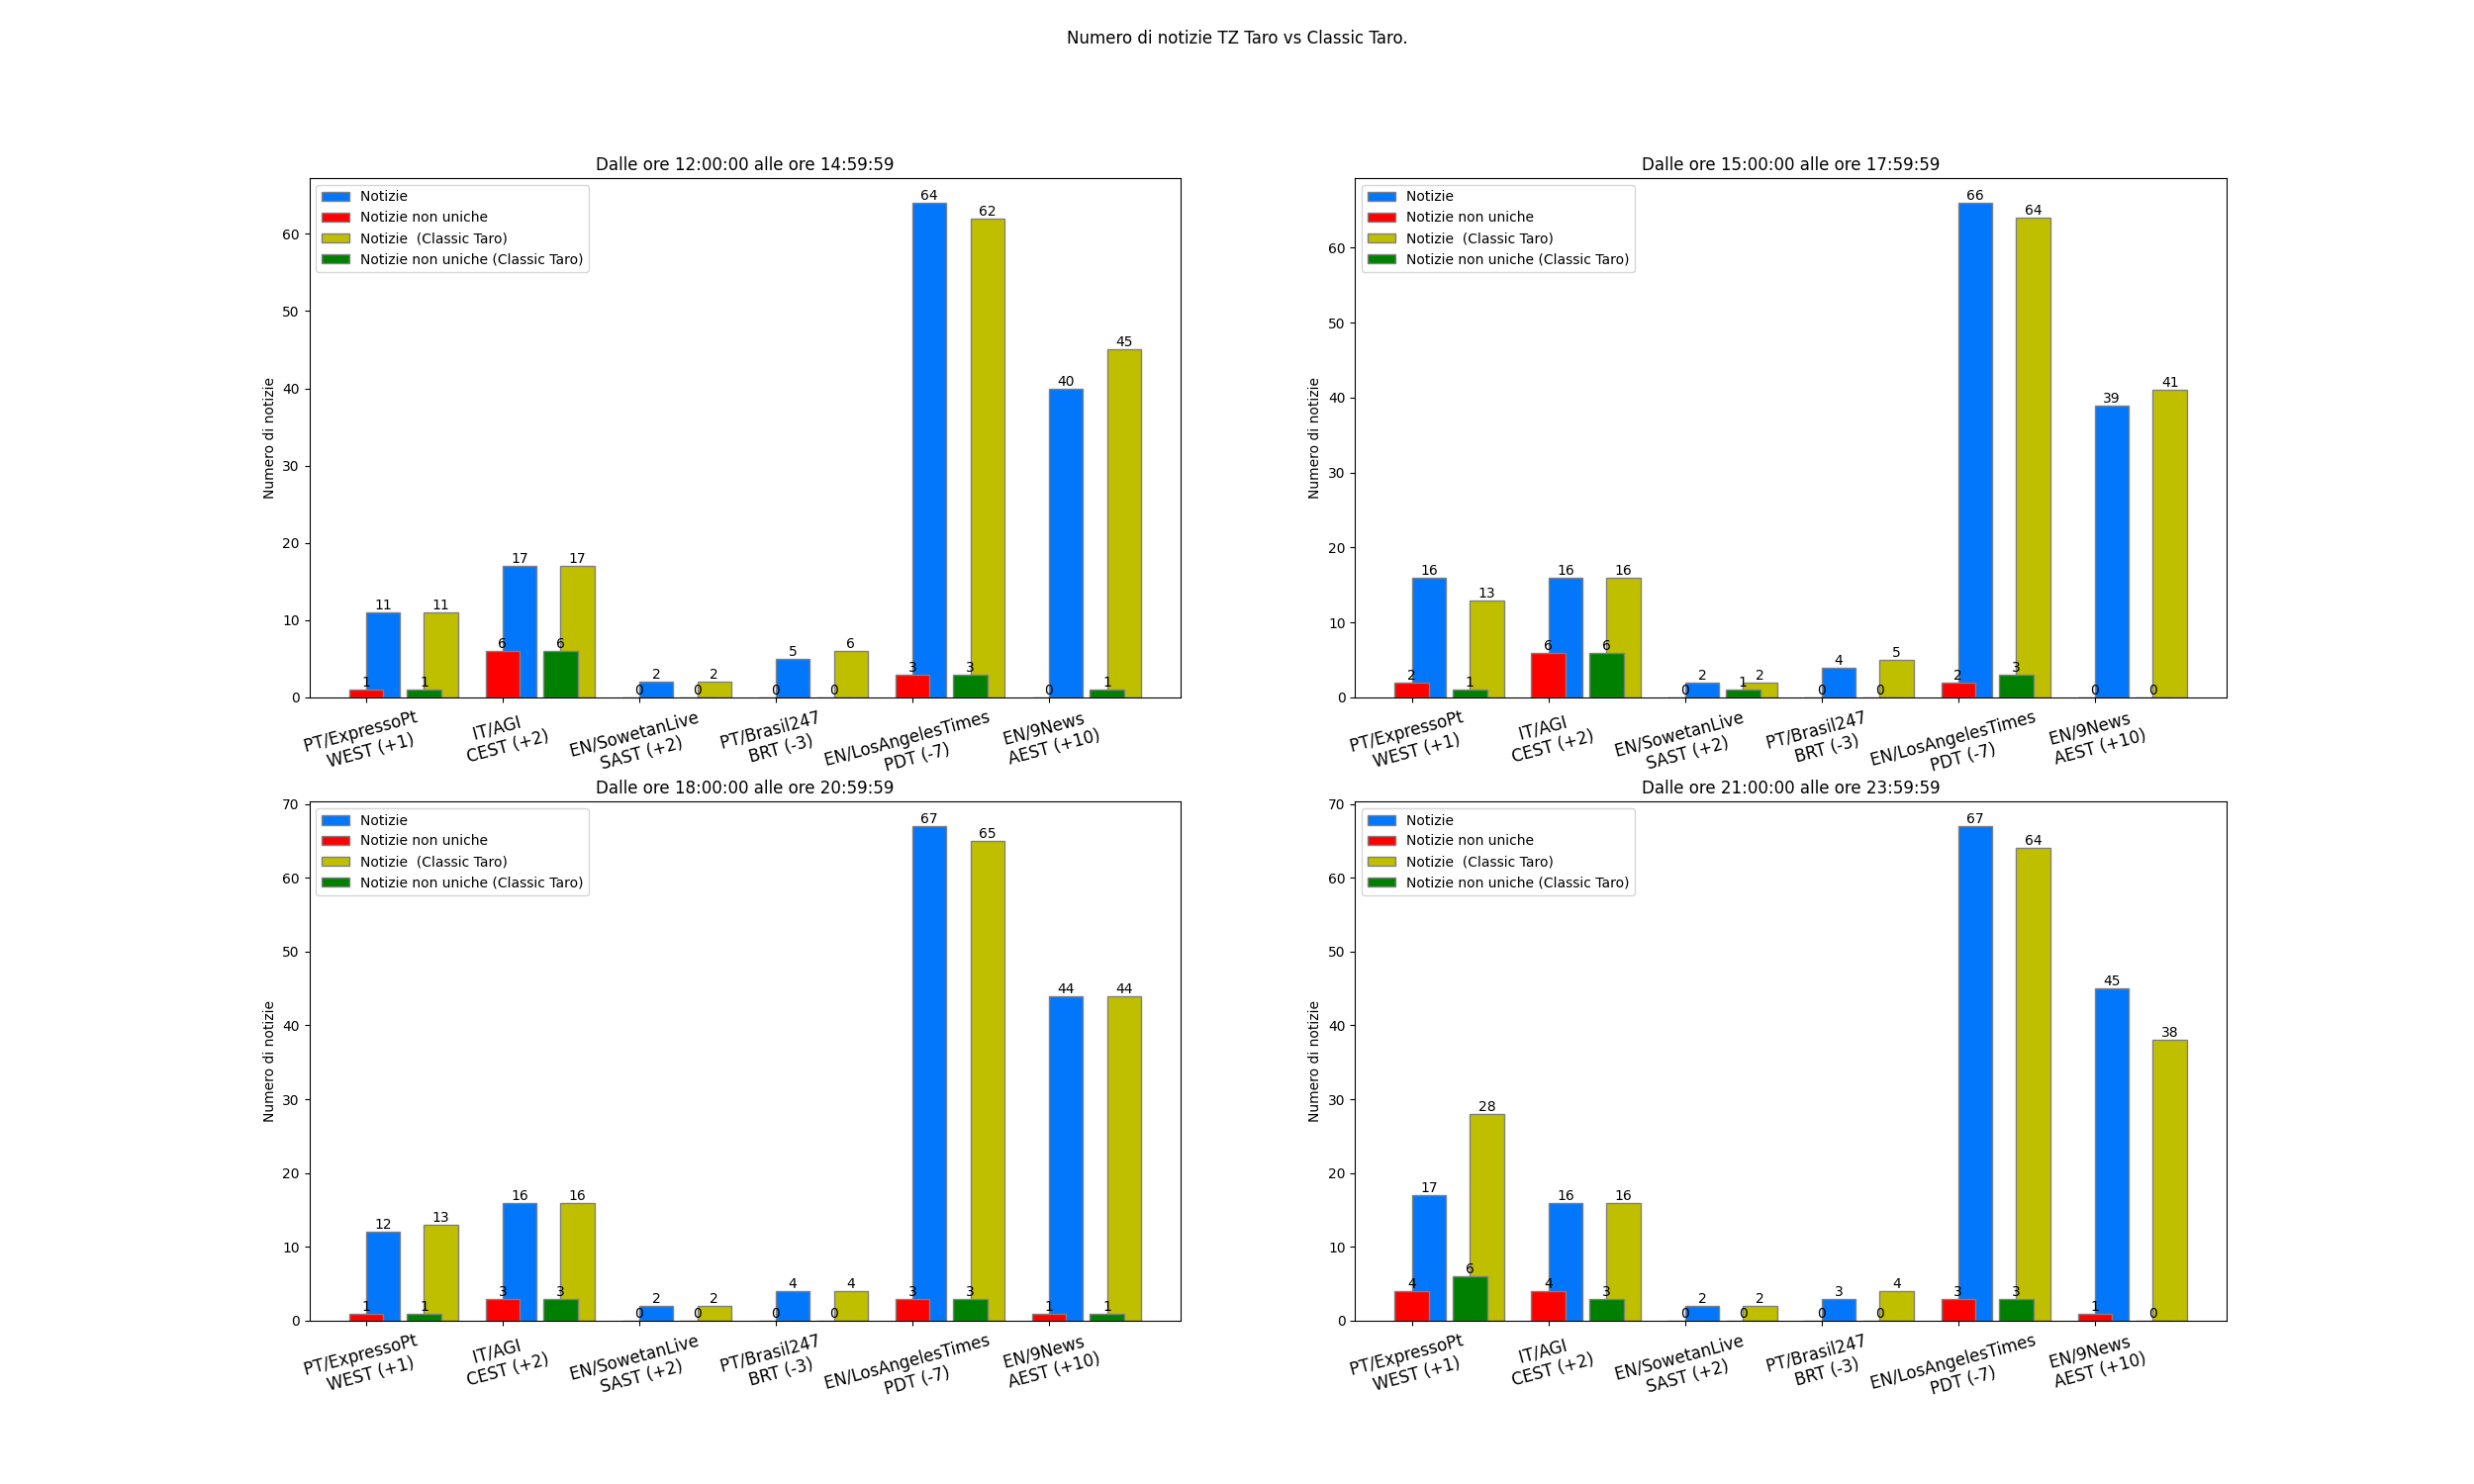 Numero di notizie TZ Taro vs Classic Taro.
Dalle ore 12:00:00 alle ore 14:59:59
Notizie
Notizie non uniche
Notizie  (Classic Taro)
Notizie non uniche (Classic Taro)
Numero di notizie
60
50
40
30
20
10
0
1 11 1 11
6 17 6 17
0 2 0 2
0 5 0 6
3 64 3 62
0 40 1 45
PT/ExpressoPt
WEST (+1)
IT/AGI
CEST (+2)
EN/SowetanLive
SAST (+2)
PT/Brasil247
BRT (-3)
EN/LosAngelesTimes
PDT (-7)
EN/9News
AEST (+10)
Dalle ore 15:00:00 alle ore 17:59:59
Notizie
Notizie non uniche
Notizie  (Classic Taro)
Notizie non uniche (Classic Taro)
Numero di notizie
60
50
40
30
20
10
0
2 16 1 13
6 16 6 16
0 2 1 2
0 4 0 5
2 66 3 64
0 39 0 41
PT/ExpressoPt
WEST (+1)
IT/AGI
CEST (+2)
EN/SowetanLive
SAST (+2)
PT/Brasil247
BRT (-3)
EN/LosAngelesTimes
PDT (-7)
EN/9News
AEST (+10)
Dalle ore 18:00:00 alle ore 20:59:59
Notizie
Notizie non uniche
Notizie  (Classic Taro)
Notizie non uniche (Classic Taro)
Numero di notizie
70
60
50
40
30
20
10
0
1 12 1 13
3 16 3 16
0 2 0 2
0 4 0 4
3 67 3 65
1 44 1 44
PT/ExpressoPt
WEST (+1)
IT/AGI
CEST (+2)
EN/SowetanLive
SAST (+2)
PT/Brasil247
BRT (-3)
EN/LosAngelesTimes
PDT (-7)
EN/9News
AEST (+10)
Dalle ore 21:00:00 alle ore 23:59:59
Notizie
Notizie non uniche
Notizie  (Classic Taro)
Notizie non uniche (Classic Taro)
Numero di notizie
70
60
50
40
30
20
10
0
4 17 6 28
4 16 3 16
0 2 0 2
0 3 0 4
3 67 3 64
1 45 0 38
PT/ExpressoPt
WEST (+1)
IT/AGI
CEST (+2)
EN/SowetanLive
SAST (+2)
PT/Brasil247
BRT (-3)
EN/LosAngelesTimes
PDT (-7)
EN/9News
AEST (+10)